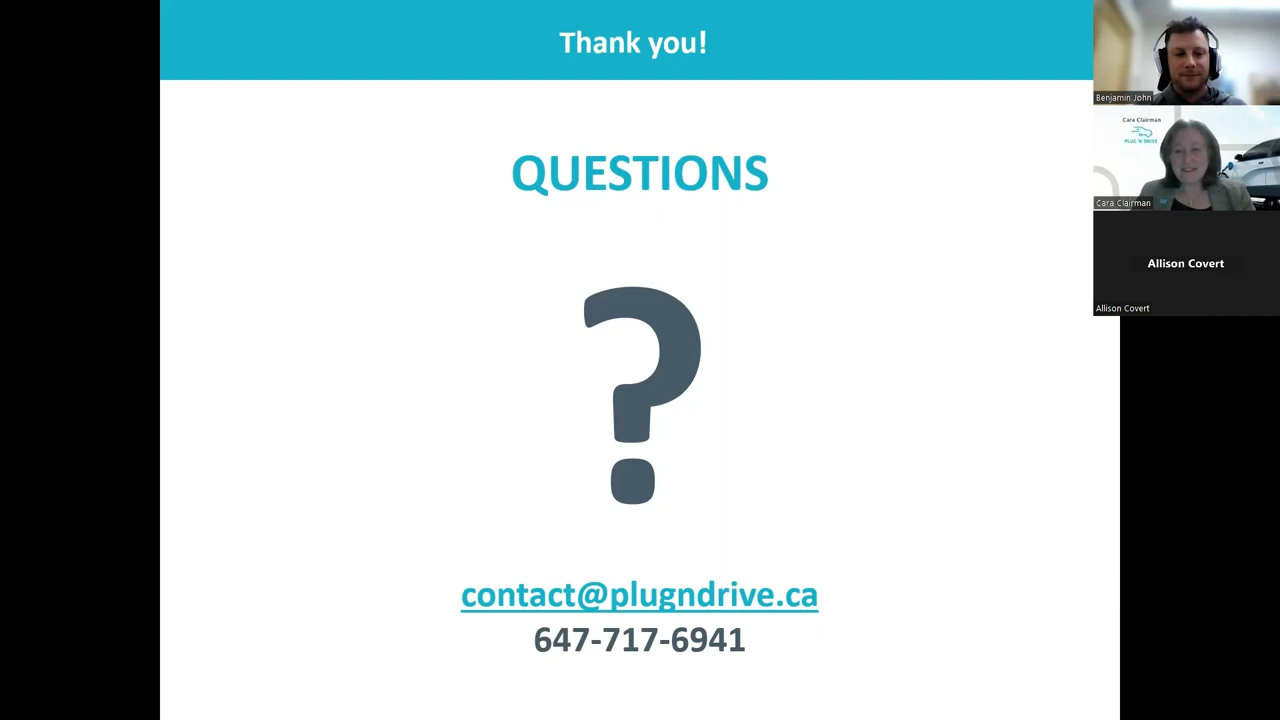 Thank you!
QUESTIONS
?
contact@plugndrive.ca
647-717-6941
Benjamin John
Cara Clairman
PLUG 'N DRIVE
Cara Clairman
Allison Covert
Allison Covert